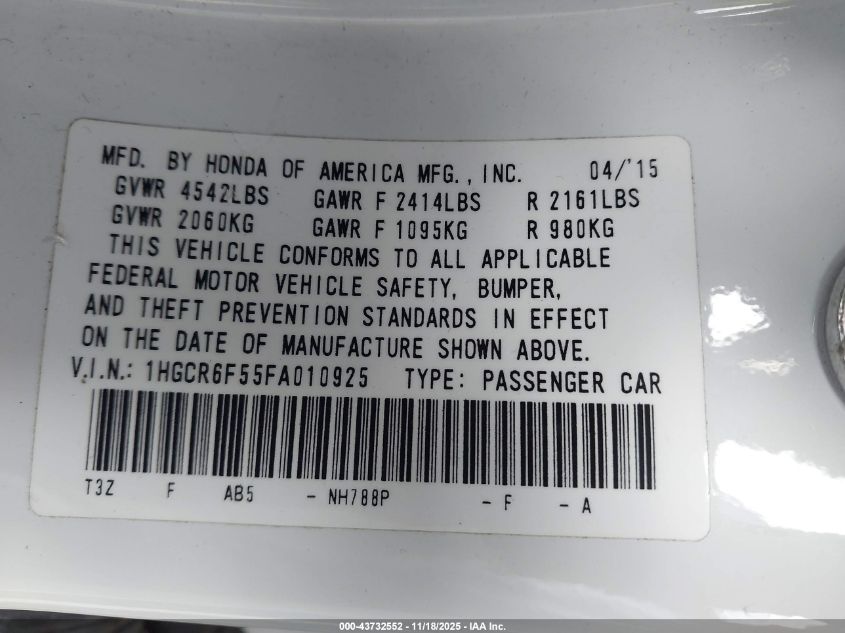 MFD. BY HONDA OF AMERICA MFG., INC. 04/'15
GVWR 4542LBS GAWR F 2414LBS R 2161LBS
GVWR 2060KG GAWR F 1095KG R 980KG
THIS VEHICLE CONFORMS TO ALL APPLICABLE
FEDERAL MOTOR VEHICLE SAFETY, BUMPER,
AND THEFT PREVENTION STANDARDS IN EFFECT
ON THE DATE OF MANUFACTURE SHOWN ABOVE.
V.I.N.: 1HGCR6F55FA010925 TYPE: PASSENGER CAR
T3Z F AB5 - NH788P - F - A
000-43732552 - 11/18/2025 - IAA Inc.